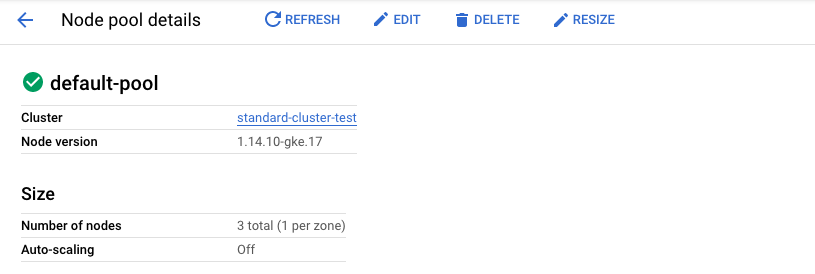 Node pool details REFRESH EDIT DELETE RESIZE
default-pool
Cluster standard-cluster-test
Node version 1.14.10-gke.17
Size
Number of nodes 3 total (1 per zone)
Auto-scaling Off